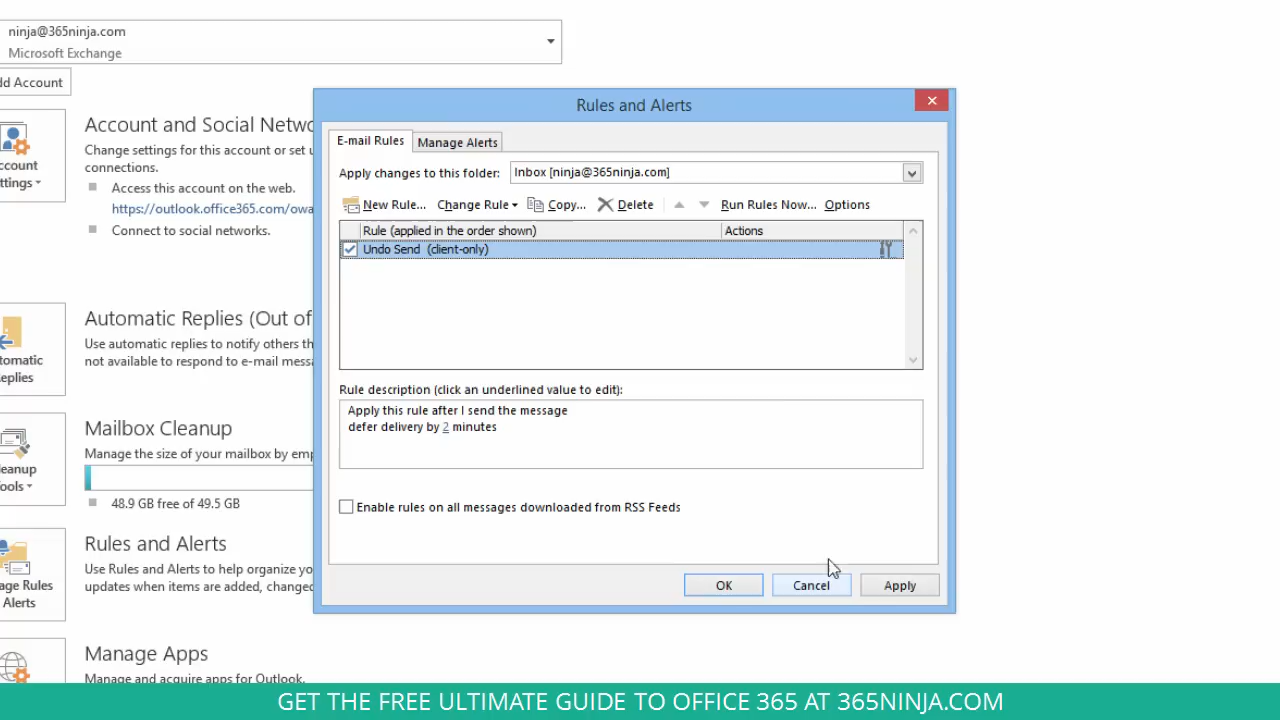 ninja@365ninja.com
Microsoft Exchange
dd Account
ccount
ttings
Account and Social Netwo
Change settings for this account or set u
connections.
Access this account on the web.
https://outlook.office365.com/owa
Connect to social networks.
tomatic
eplies
Automatic Replies (Out of
Use automatic replies to notify others th
not available to respond to e-mail messa
eanup
ools
Mailbox Cleanup
Manage the size of your mailbox by emp
48.9 GB free of 49.5 GB
age Rules
Alerts
Rules and Alerts
Use Rules and Alerts to help organize yo
updates when items are added, changed
Manage Apps
Manage and acquire apps for Outlook.
Rules and Alerts
E-mail Rules Manage Alerts
Apply changes to this folder: Inbox [ninja@365ninja.com]
New Rule... Change Rule Copy... Delete Run Rules Now... Options
Rule (applied in the order shown) Actions
Undo Send (client-only)
Rule description (click an underlined value to edit):
Apply this rule after I send the message
defer delivery by 2 minutes
Enable rules on all messages downloaded from RSS Feeds
OK Cancel Apply
GET THE FREE ULTIMATE GUIDE TO OFFICE 365 AT 365NINJA.COM